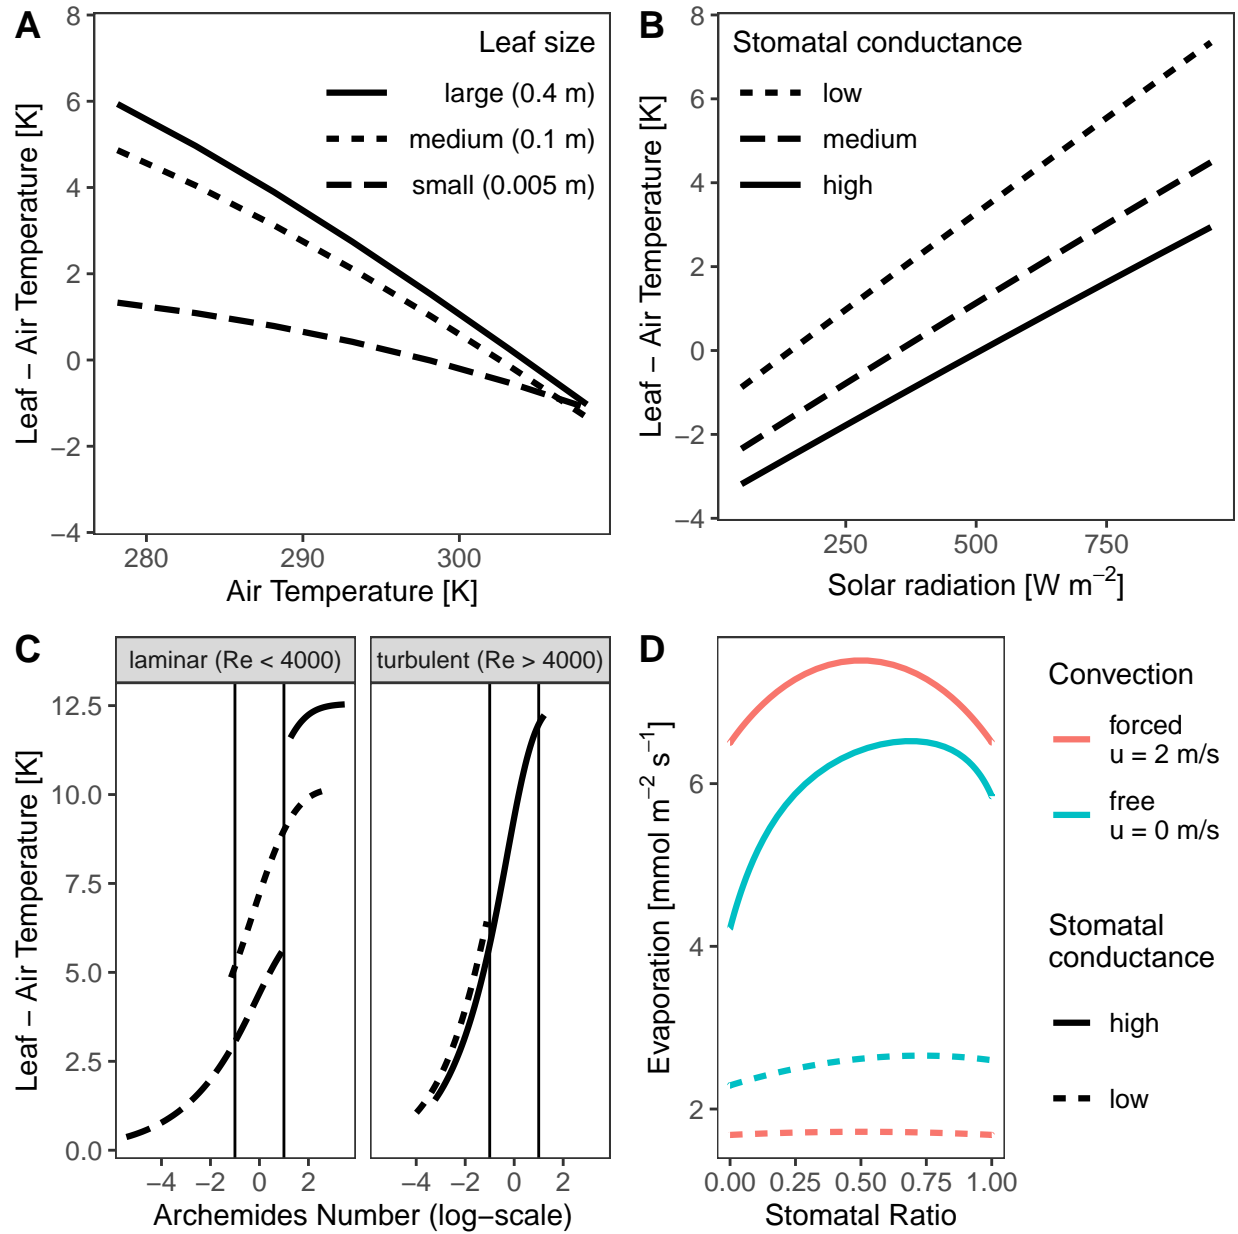 A
Leaf size
large (0.4 m)
medium (0.1 m)
small (0.005 m)
8
6
4
2
0
−2
−4
Leaf − Air Temperature [K]
280
290
300
Air Temperature [K]
B
Stomatal conductance
low
medium
high
8
6
4
2
0
−2
−4
Leaf − Air Temperature [K]
250
500
750
Solar radiation [W m⁻²]
C
laminar (Re < 4000)
turbulent (Re > 4000)
12.5
10.0
7.5
5.0
2.5
0.0
Leaf − Air Temperature [K]
−4 −2 0 2
−4 −2 0 2
Archemides Number (log−scale)
D
6
4
2
Evaporation [mmol m⁻² s⁻¹]
0.00 0.25 0.50 0.75 1.00
Stomatal Ratio
Convection
forced
u = 2 m/s
free
u = 0 m/s
Stomatal
conductance
high
low